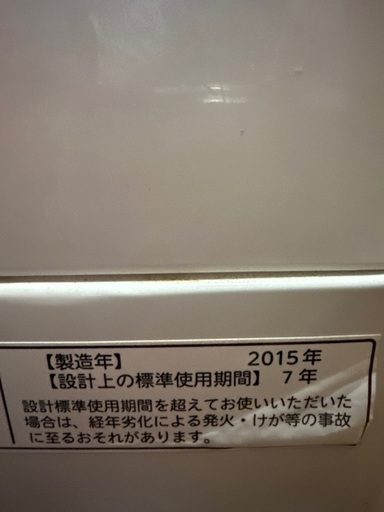 【製造年】 2015年
【設計上の標準使用期間】 7年
設計標準使用期間を超えてお使いいただいた
場合は、経年劣化による発火・けが等の事故
に至るおそれがあります。